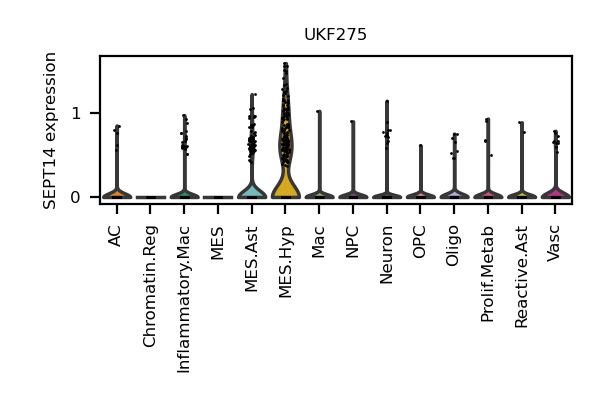 UKF275
SEPT14 expression
1
0
AC
Chromatin.Reg
Inflammatory.Mac
MES
MES.Ast
MES.Hyp
Mac
NPC
Neuron
OPC
Oligo
Prolif.Metab
Reactive.Ast
Vasc